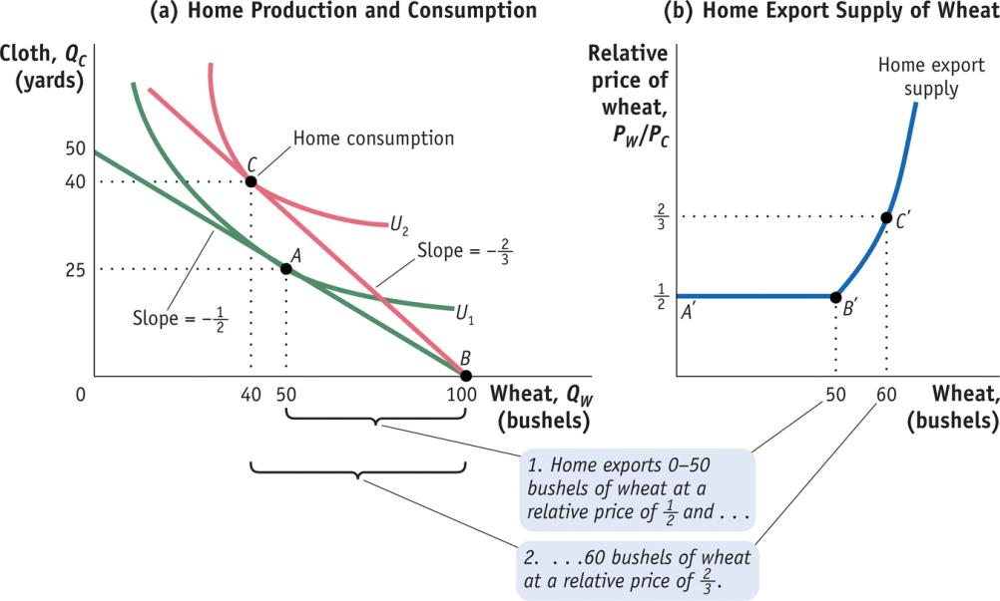 (a) Home Production and Consumption
Cloth, QC
(yards)
50
40
25
C
Home consumption
A
U2
Slope = −2/3
Slope = −1/2
U1
B
0
40 50
100
Wheat, QW
(bushels)
(b) Home Export Supply of Wheat
Relative
price of
wheat,
PW/PC
Home export
supply
2/3
C′
1/2
A′
B′
50
60
Wheat,
(bushels)
1. Home exports 0–50
bushels of wheat at a
relative price of 1/2 and . . .
2. . . .60 bushels of wheat
at a relative price of 2/3.